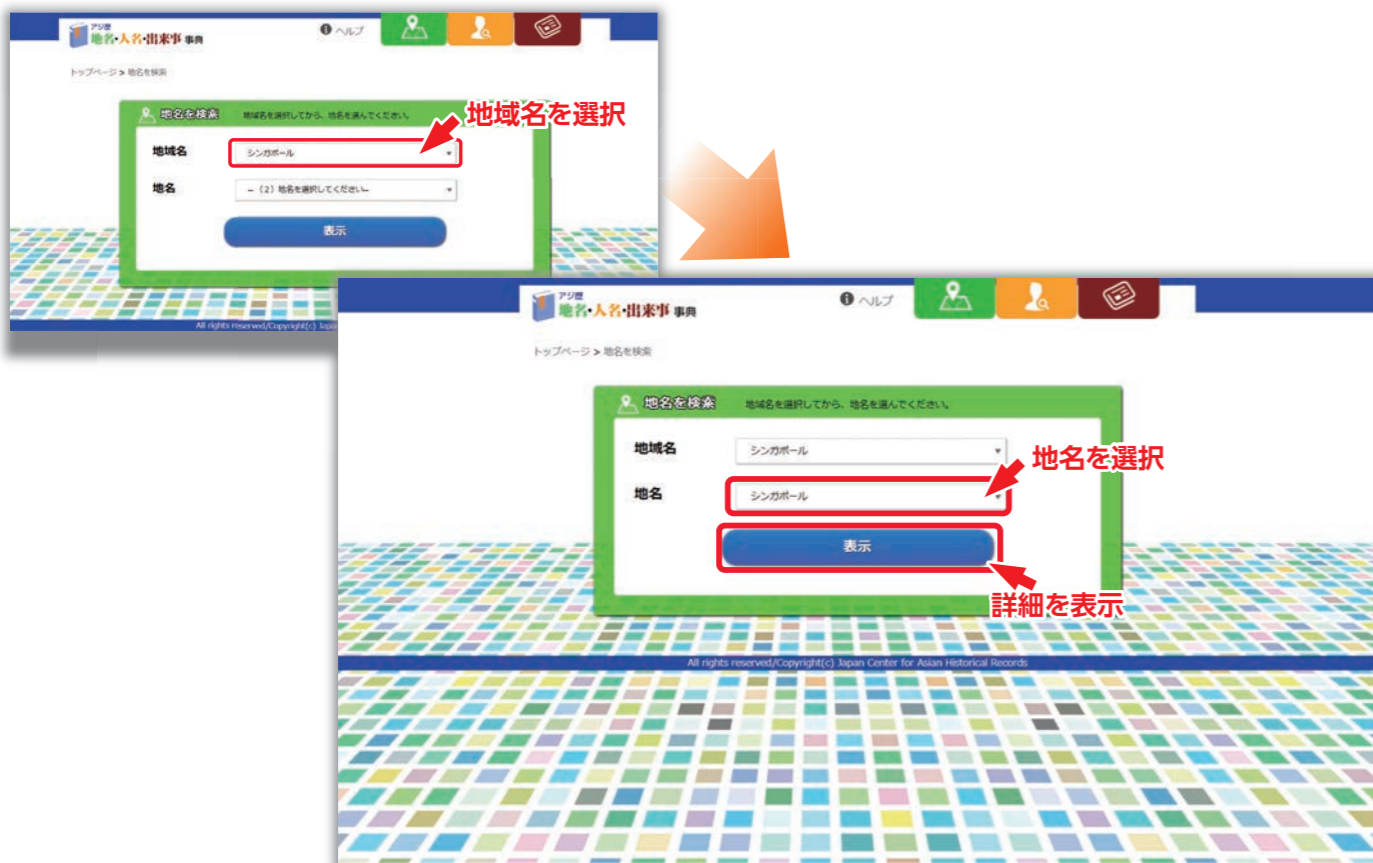 アジ歴
地名・人名・出来事 事典
ヘルプ
トップページ > 地名を検索
地名を検索 地域名を選択してから、地名を選んでください。
地域名を選択
地域名 シンガポール
地名 -（2）地名を選択してください-
表示
All rights reserved/Copyright(c) Japa
アジ歴
地名・人名・出来事 事典
ヘルプ
トップページ > 地名を検索
地名を検索 地域名を選択してから、地名を選んでください。
地域名 シンガポール
地名を選択
地名 シンガポール
表示
詳細を表示
All rights reserved/Copyright(c) Japan Center for Asian Historical Records